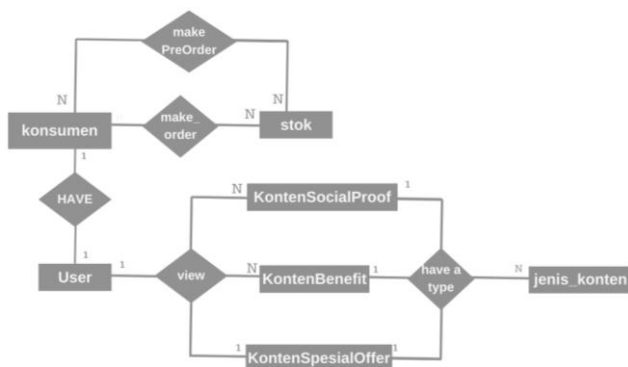 make
PreOrder
N
N
konsumen
make_
order
N
N
stok
1
HAVE
1
User
1
view
N
KontenSocialProof
1
N
KontenBenefit
1
have a
type
N
jenis_konten
1
KontenSpesialOffer
1